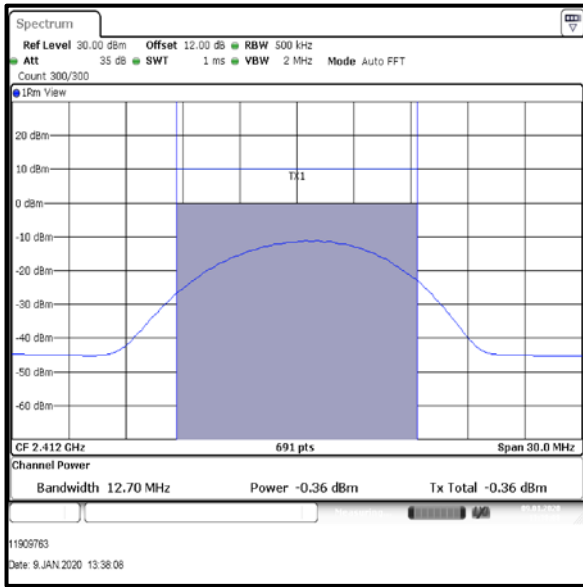 Spectrum
Ref Level 30.00 dBm Offset 12.00 dB RBW 500 kHz
Att 35 dB SWT 1 ms VBW 2 MHz Mode Auto FFT
Count 300/300
1Rm View
20 dBm
10 dBm
TX1
0 dBm
-10 dBm
-20 dBm
-30 dBm
-40 dBm
-50 dBm
-60 dBm
CF 2.412 GHz 691 pts Span 30.0 MHz
Channel Power
Bandwidth 12.70 MHz Power -0.36 dBm Tx Total -0.36 dBm
11909763
Date: 9.JAN.2020 13:38:08